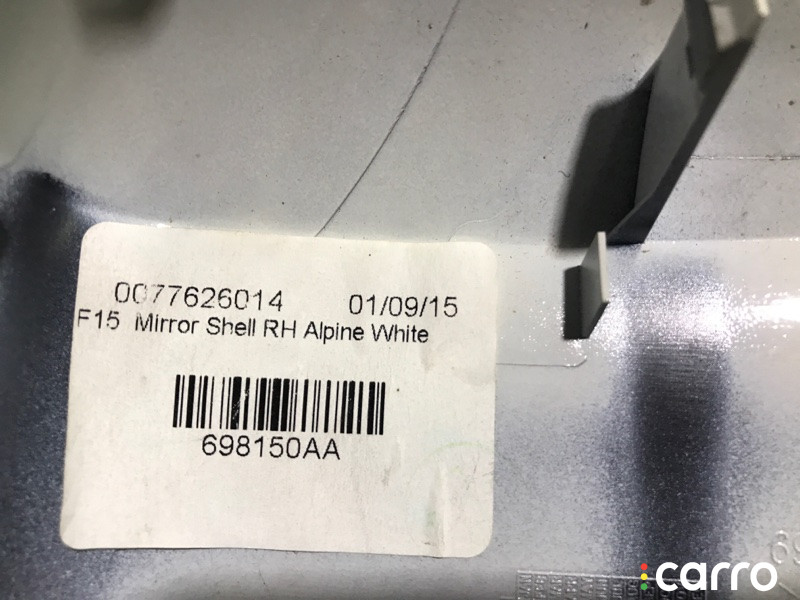 0077626014 01/09/15
F15 Mirror Shell RH Alpine White
698150AA
carro